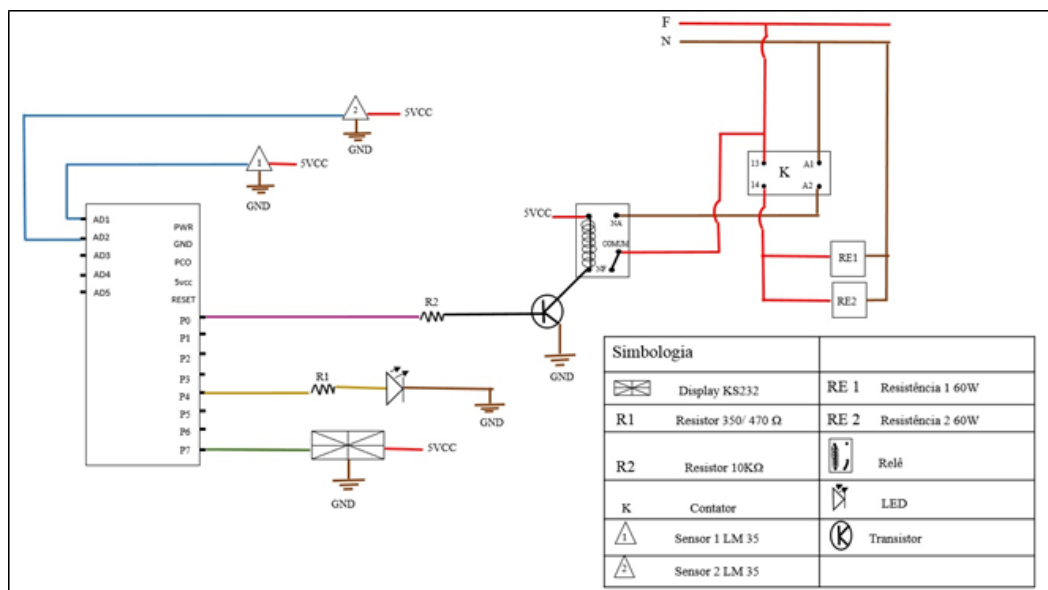 F
N
2
5VCC
GND
1
5VCC
GND
13
A1
K
14
A2
5VCC
NA
COMUM
NF
AD1
AD2
AD3
AD4
AD5
PWR
GND
PCO
5vcc
RESET
P0
P1
P2
P3
P4
P5
P6
P7
R2
GND
RE1
RE2
R1
GND
5VCC
GND
Simbologia
Display KS232
RE 1 Resistência 1 60W
R1 Resistor 350/ 470 Ω
RE 2 Resistência 2 60W
R2 Resistor 10KΩ
Relê
K Contator
LED
1 Sensor 1 LM 35
Transistor
2 Sensor 2 LM 35